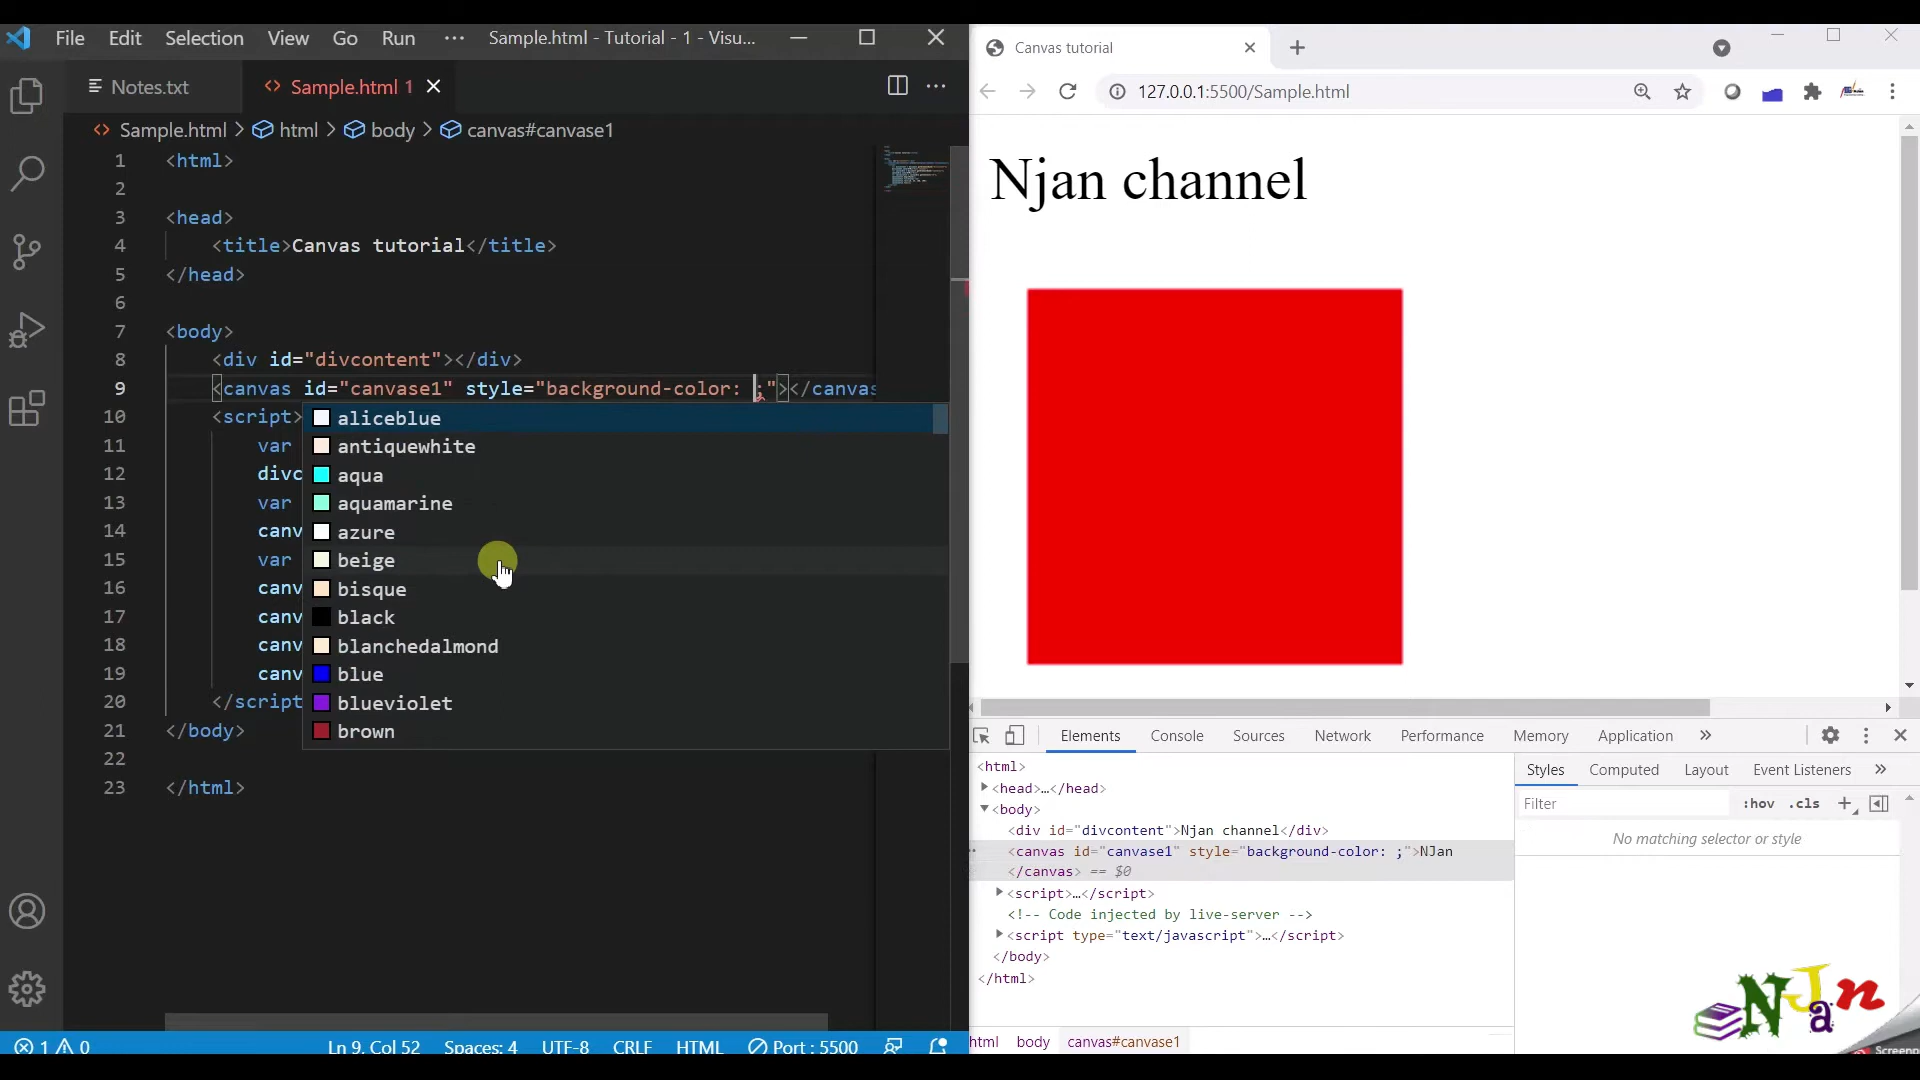 File Edit Selection View Go Run ··· Sample.html - Tutorial - 1 - Visu...
Notes.txt
Sample.html 1
Sample.html > html > body > canvas#canvase1
1 <html>
2
3 <head>
4 <title>Canvas tutorial</title>
5 </head>
6
7 <body>
8 <div id="divcontent"></div>
9 <canvas id="canvase1" style="background-color: ;"></canvas
10 <script>
11 var
12 divc
13 var
14 canv
15 var
16 canv
17 canv
18 canv
19 canv
20 </script
21 </body>
22
23 </html>
aliceblue
antiquewhite
aqua
aquamarine
azure
beige
bisque
black
blanchedalmond
blue
blueviolet
brown
1 0 Ln 9, Col 52 Spaces: 4 UTF-8 CRLF HTML Port : 5500
Canvas tutorial
127.0.0.1:5500/Sample.html
Njan channel
Elements Console Sources Network Performance Memory Application »
<html>
<head>…</head>
<body>
<div id="divcontent">Njan channel</div>
<canvas id="canvase1" style="background-color: ;">NJan
</canvas> == $0
<script>…</script>
<!-- Code injected by live-server -->
<script type="text/javascript">…</script>
</body>
</html>
html body canvas#canvase1
Styles Computed Layout Event Listeners »
Filter :hov .cls +
No matching selector or style
NJan